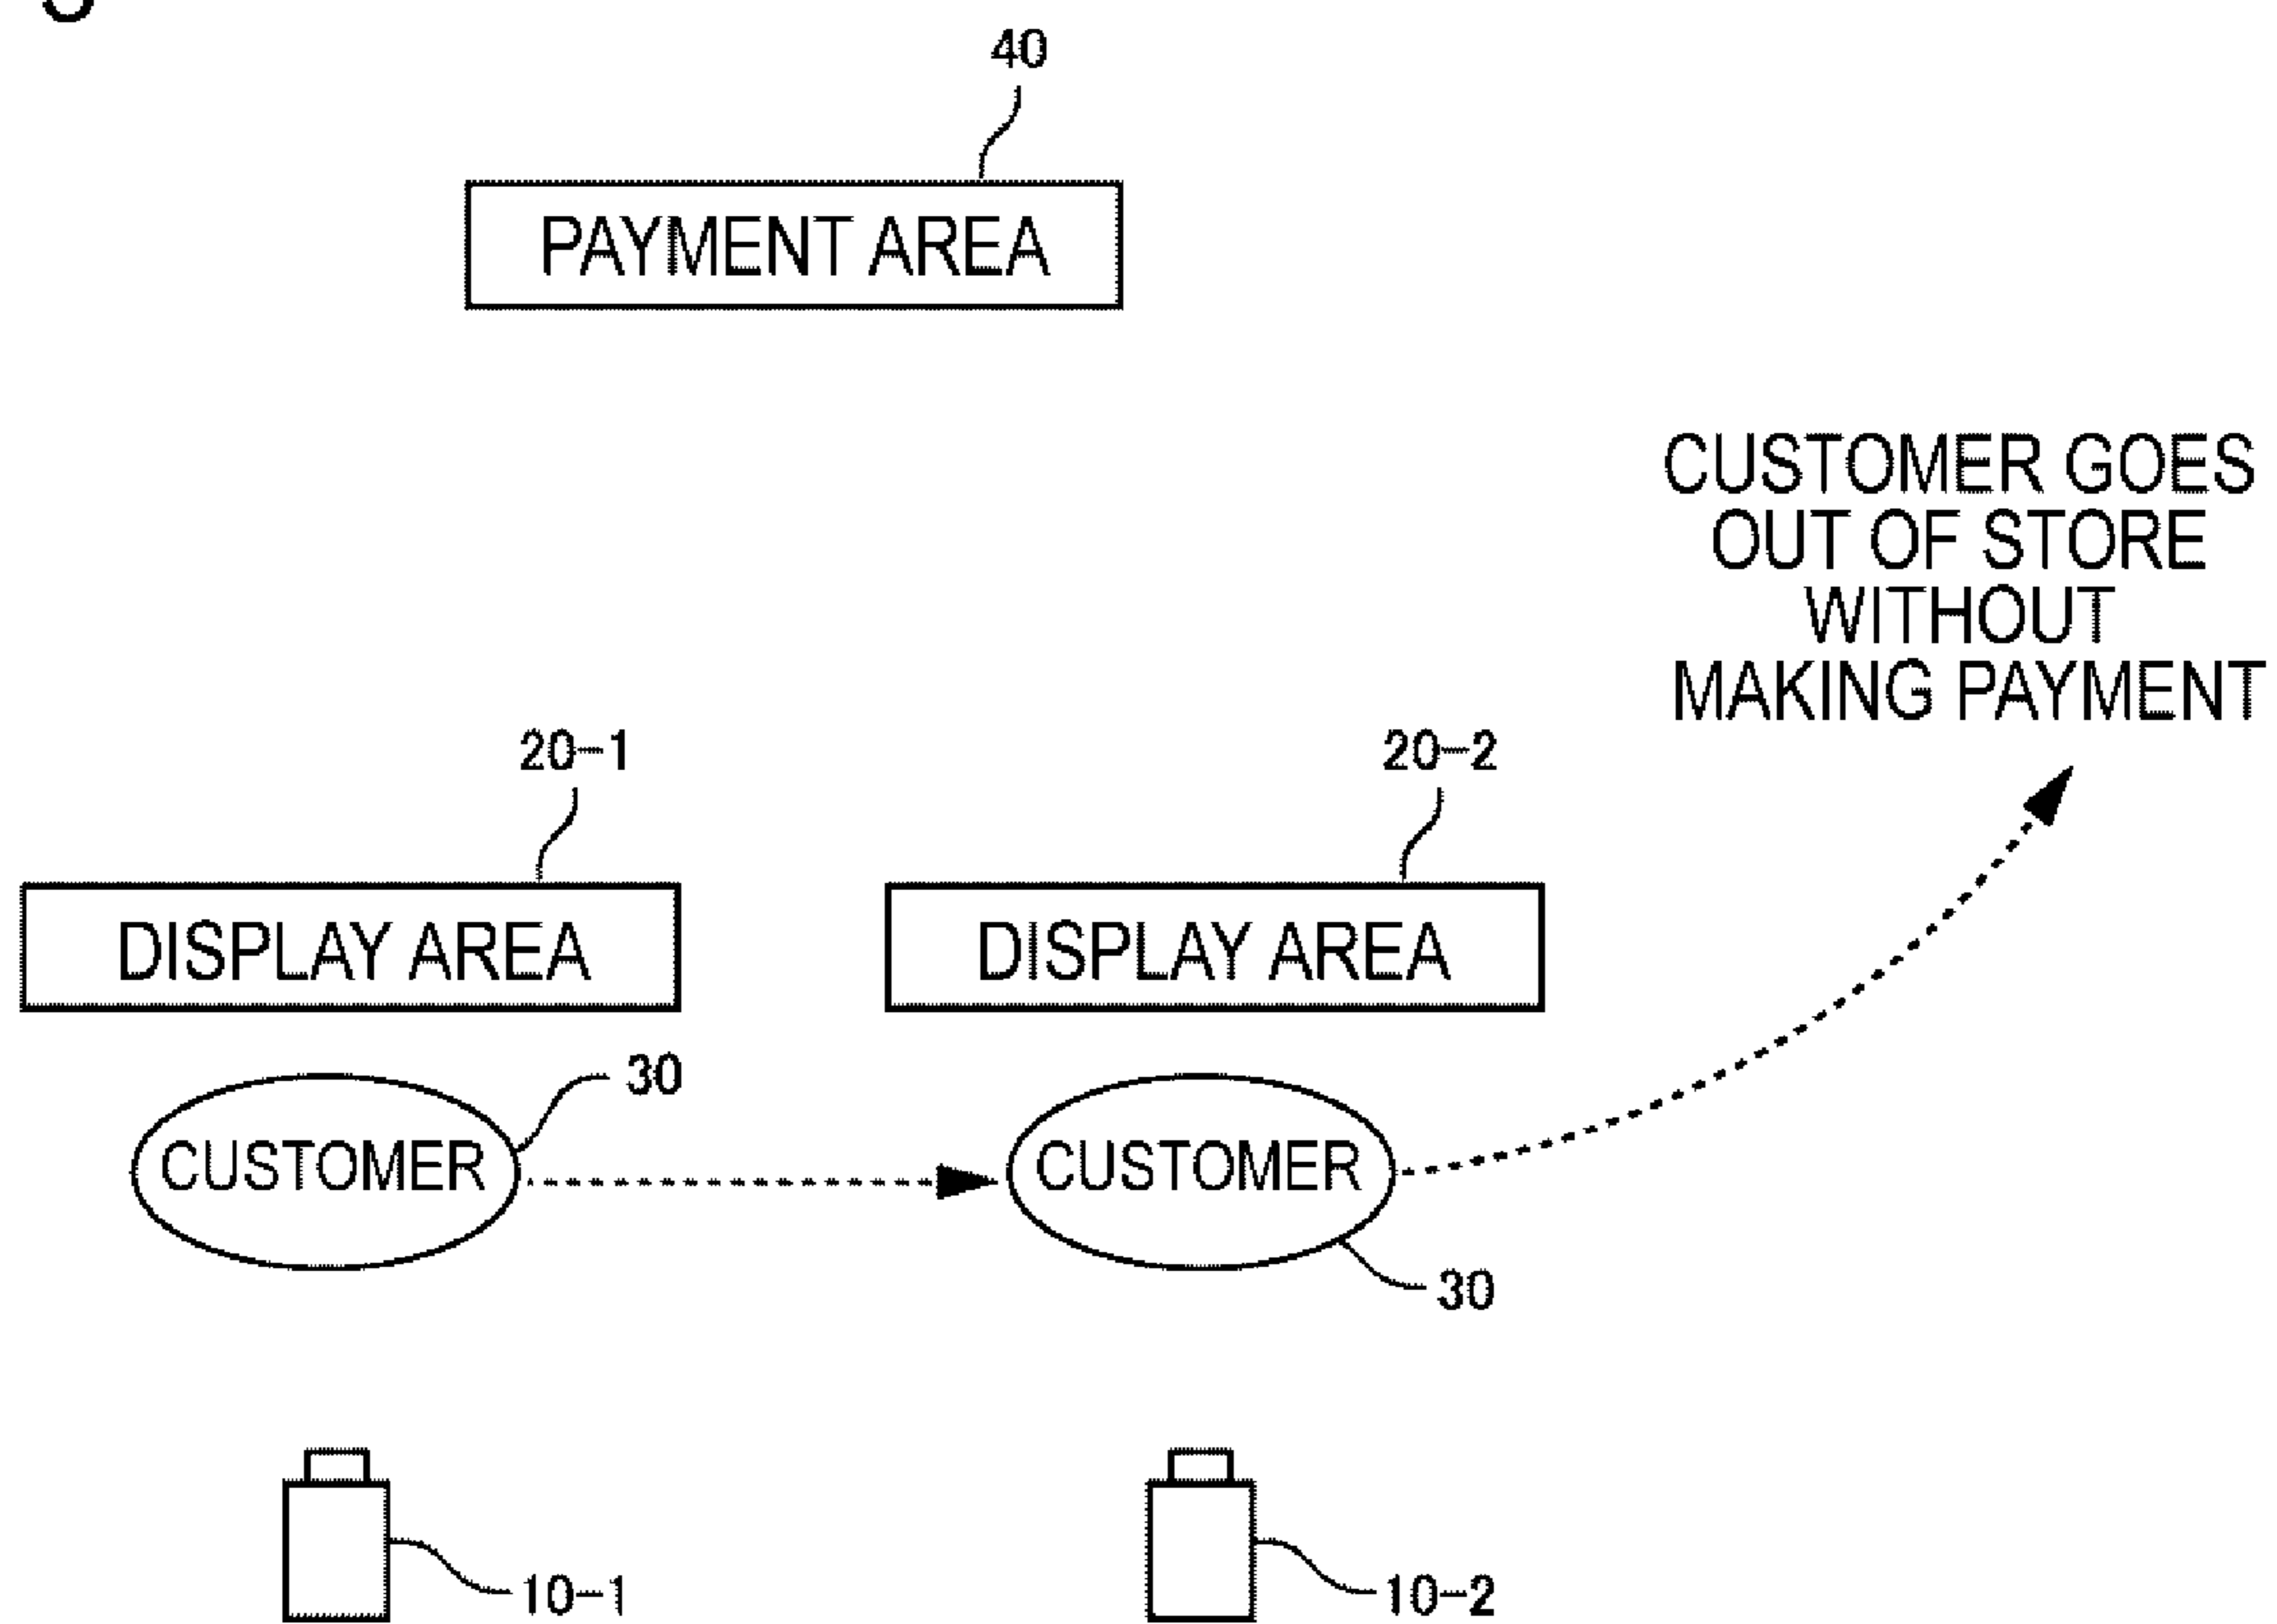 40
PAYMENT AREA
CUSTOMER GOES
OUT OF STORE
WITHOUT
MAKING PAYMENT
20-1
20-2
DISPLAY AREA
DISPLAY AREA
30
CUSTOMER
CUSTOMER
30
10-1
10-2